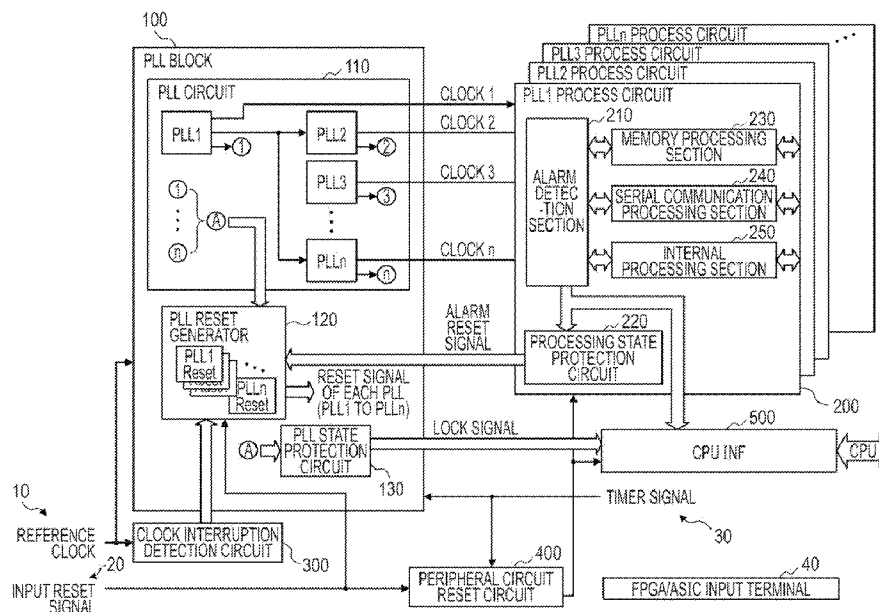 100
PLL BLOCK
110
PLL CIRCUIT
PLL1
①
PLL2
②
PLL3
③
PLLn
ⓝ
①
ⓝ
Ⓐ
CLOCK 1
CLOCK 2
CLOCK 3
CLOCK n
PLLn PROCESS CIRCUIT
PLL3 PROCESS CIRCUIT
PLL2 PROCESS CIRCUIT
PLL1 PROCESS CIRCUIT
210
ALARM
DETEC
-TION
SECTION
230
MEMORY PROCESSING
SECTION
240
SERIAL COMMUNICATION
PROCESSING SECTION
250
INTERNAL
PROCESSING SECTION
220
PROCESSING STATE
PROTECTION
CIRCUIT
200
120
PLL RESET
GENERATOR
PLL1
Reset
PLLn
Reset
ALARM
RESET
SIGNAL
RESET SIGNAL
OF EACH PLL
(PLL1 TO PLLn)
Ⓐ
PLL STATE
PROTECTION
CIRCUIT
130
LOCK SIGNAL
500
CPU INF
CPU
TIMER SIGNAL
30
10
REFERENCE
CLOCK
CLOCK INTERRUPTION
DETECTION CIRCUIT
300
20
INPUT RESET
SIGNAL
400
PERIPHERAL CIRCUIT
RESET CIRCUIT
40
FPGA/ASIC INPUT TERMINAL